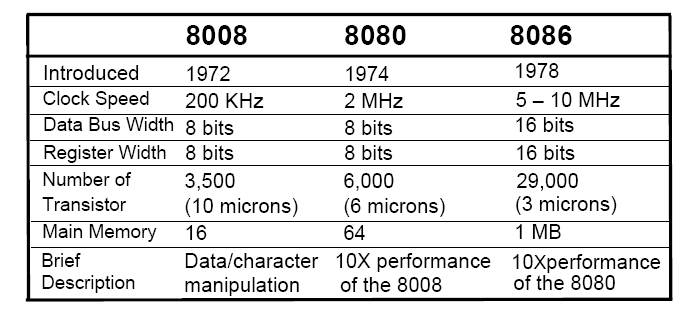 8008 8080 8086
Introduced 1972 1974 1978
Clock Speed 200 KHz 2 MHz 5 – 10 MHz
Data Bus Width 8 bits 8 bits 16 bits
Register Width 8 bits 8 bits 16 bits
Number of 3,500 6,000 29,000
Transistor (10 microns) (6 microns) (3 microns)
Main Memory 16 64 1 MB
Brief Data/character 10X performance 10Xperformance
Description manipulation of the 8008 of the 8080